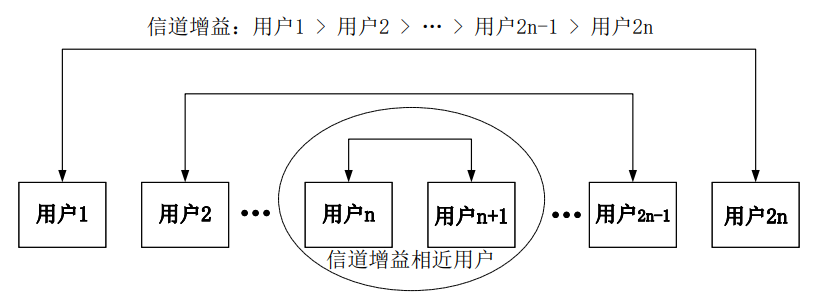 信道增益：用户1 > 用户2 > … > 用户2n-1 > 用户2n
用户1 用户2 ••• 用户n 用户n+1 ••• 用户2n-1 用户2n
信道增益相近用户